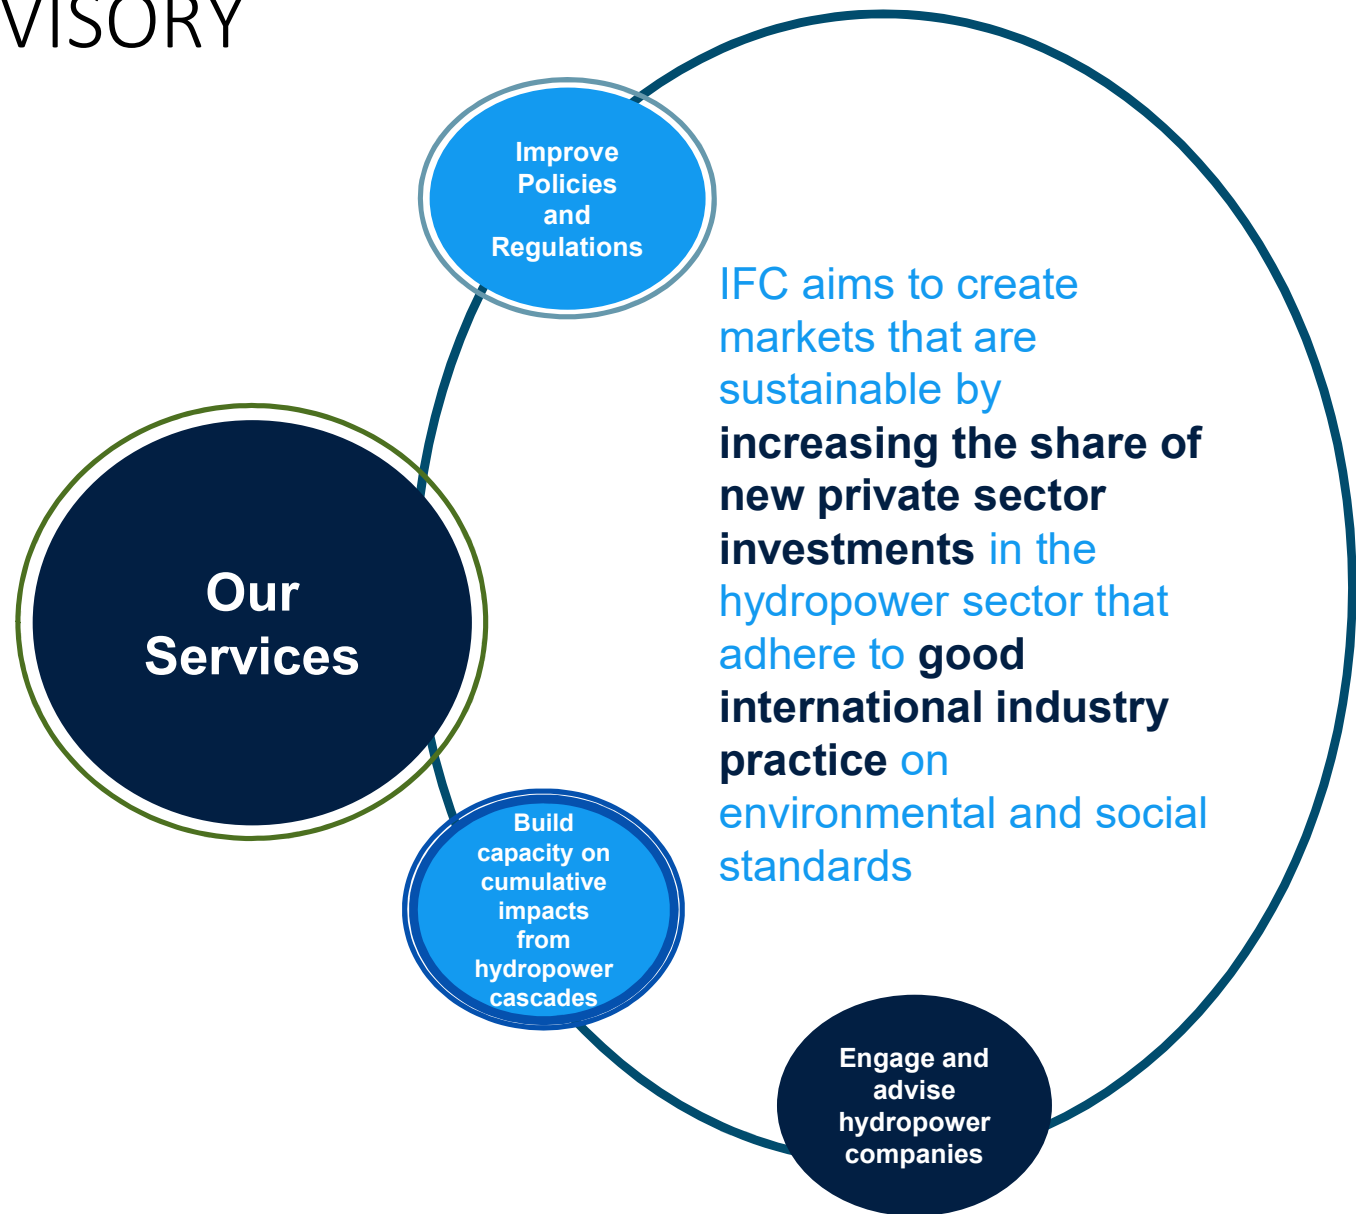 VISORY
Improve
Policies
and
Regulations
IFC aims to create
markets that are
sustainable by
increasing the share of
new private sector
investments in the
hydropower sector that
adhere to good
international industry
practice on
environmental and social
standards
Our
Services
Build
capacity on
cumulative
impacts
from
hydropower
cascades
Engage and
advise
hydropower
companies